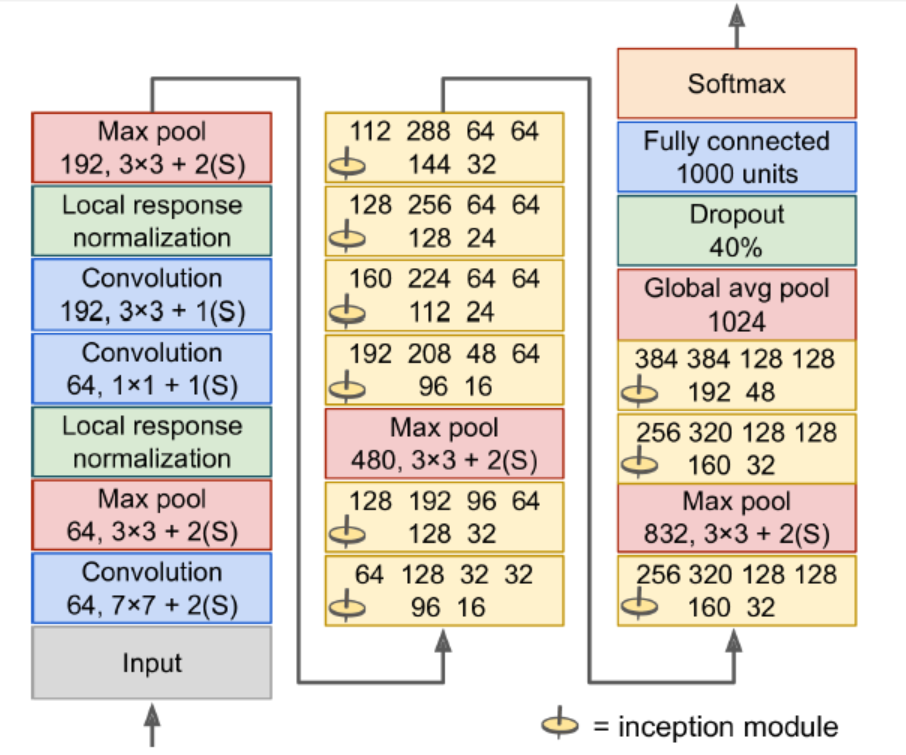 Max pool
192, 3×3 + 2(S)
Local response
normalization
Convolution
192, 3×3 + 1(S)
Convolution
64, 1×1 + 1(S)
Local response
normalization
Max pool
64, 3×3 + 2(S)
Convolution
64, 7×7 + 2(S)
Input
112 288 64 64
144 32
128 256 64 64
128 24
160 224 64 64
112 24
192 208 48 64
96 16
Max pool
480, 3×3 + 2(S)
128 192 96 64
128 32
64 128 32 32
96 16
Softmax
Fully connected
1000 units
Dropout
40%
Global avg pool
1024
384 384 128 128
192 48
256 320 128 128
160 32
Max pool
832, 3×3 + 2(S)
256 320 128 128
160 32
= inception module